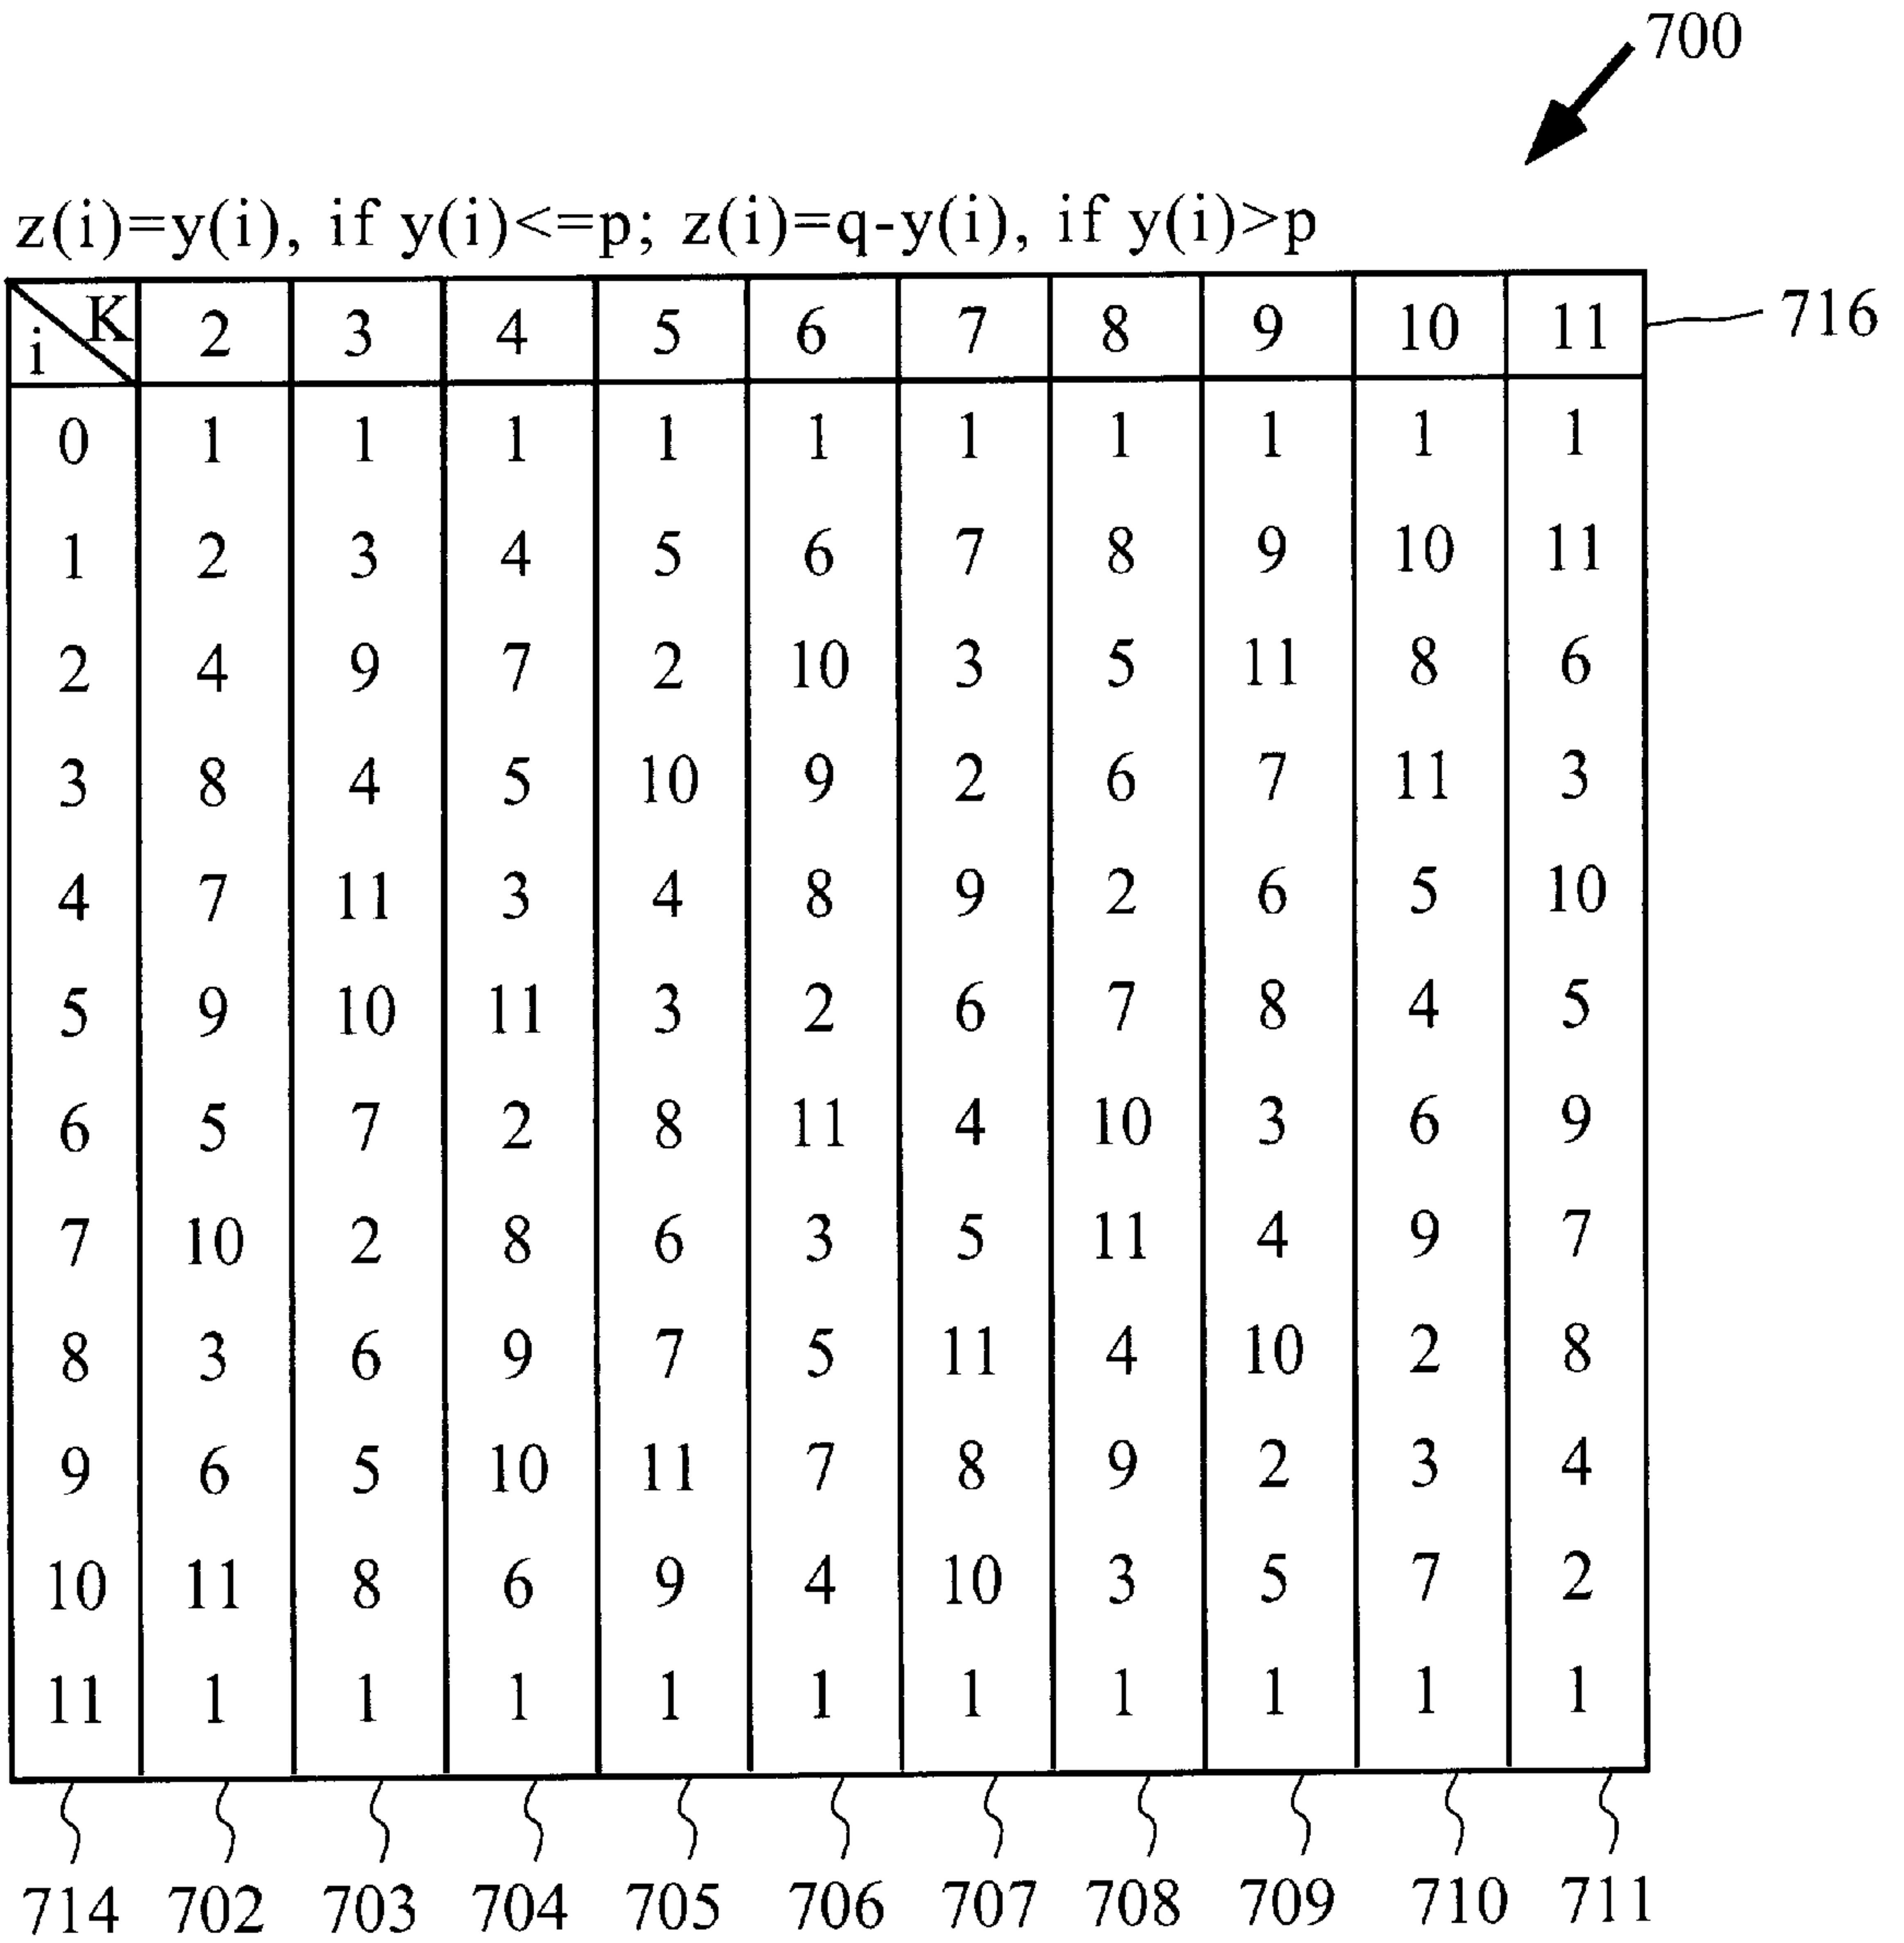 700
z(i)=y(i), if y(i)<=p; z(i)=q-y(i), if y(i)>p
i K 2 3 4 5 6 7 8 9 10 11 716
0 1 1 1 1 1 1 1 1 1 1
1 2 3 4 5 6 7 8 9 10 11
2 4 9 7 2 10 3 5 11 8 6
3 8 4 5 10 9 2 6 7 11 3
4 7 11 3 4 8 9 2 6 5 10
5 9 10 11 3 2 6 7 8 4 5
6 5 7 2 8 11 4 10 3 6 9
7 10 2 8 6 3 5 11 4 9 7
8 3 6 9 7 5 11 4 10 2 8
9 6 5 10 11 7 8 9 2 3 4
10 11 8 6 9 4 10 3 5 7 2
11 1 1 1 1 1 1 1 1 1 1
714 702 703 704 705 706 707 708 709 710 711